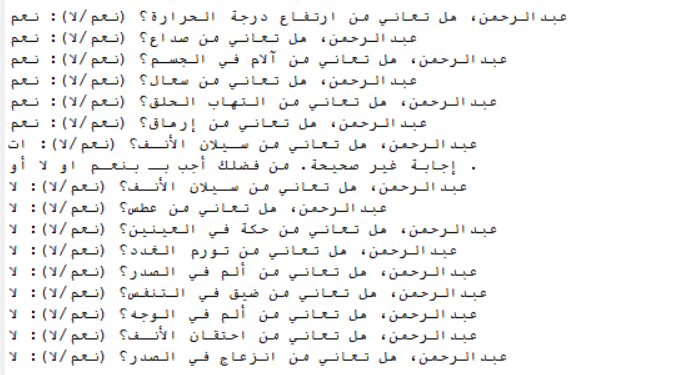 عبدالرحمن، هل تعاني من ارتفاع درجة الحرارة؟ (نعم/لا): نعم
عبدالرحمن، هل تعاني من صداع؟ (نعم/لا): نعم
عبدالرحمن، هل تعاني من آلام في الجسم؟ (نعم/لا): نعم
عبدالرحمن، هل تعاني من سعال؟ (نعم/لا): نعم
عبدالرحمن، هل تعاني من التهاب الحلق؟ (نعم/لا): نعم
عبدالرحمن، هل تعاني من إرهاق؟ (نعم/لا): نعم
عبدالرحمن، هل تعاني من سيلان الأنف؟ (نعم/لا): ات
. إجابة غير صحيحة. من فضلك أجب بـ بنعم او لا أو
عبدالرحمن، هل تعاني من سيلان الأنف؟ (نعم/لا): لا
عبدالرحمن، هل تعاني من عطس؟ (نعم/لا): لا
عبدالرحمن، هل تعاني من حكة في العينين؟ (نعم/لا): لا
عبدالرحمن، هل تعاني من تورم الغدد؟ (نعم/لا): لا
عبدالرحمن، هل تعاني من ألم في الصدر؟ (نعم/لا): لا
عبدالرحمن، هل تعاني من ضيق في التنفس؟ (نعم/لا): لا
عبدالرحمن، هل تعاني من ألم في الوجه؟ (نعم/لا): لا
عبدالرحمن، هل تعاني من احتقان الأنف؟ (نعم/لا): لا
عبدالرحمن، هل تعاني من انزعاج في الصدر؟ (نعم/لا): لا